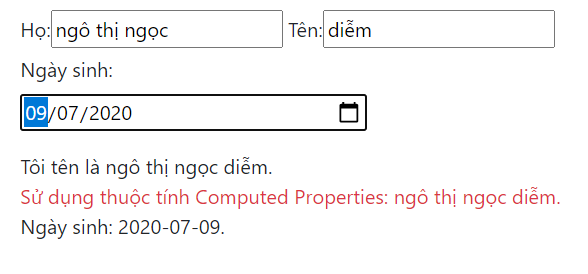 Họ: ngô thị ngọc Tên: diễm
Ngày sinh:
09/07/2020
Tôi tên là ngô thị ngọc diễm.
Sử dụng thuộc tính Computed Properties: ngô thị ngọc diễm.
Ngày sinh: 2020-07-09.